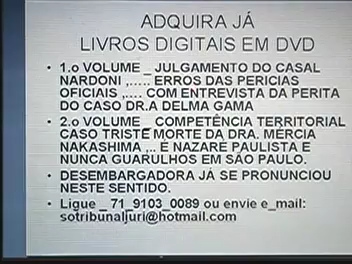 ADQUIRA JÁ
LIVROS DIGITAIS EM DVD
• 1.o VOLUME _ JULGAMENTO DO CASAL
NARDONI ,..... ERROS DAS PERICIAS
OFICIAIS ,.... COM ENTREVISTA DA PERITA
DO CASO DR.A DELMA GAMA
• 2.o VOLUME _ COMPETÊNCIA TERRITORIAL
CASO TRISTE MORTE DA DRA. MÉRCIA
NAKASHIMA ,.. É NAZARÉ PAULISTA E
NUNCA GUARULHOS EM SÃO PAULO.
• DESEMBARGADORA JÁ SE PRONUNCIOU
NESTE SENTIDO.
• Ligue _ 71_9103_0089 ou envie e_mail:
sotribunaljuri@hotmail.com